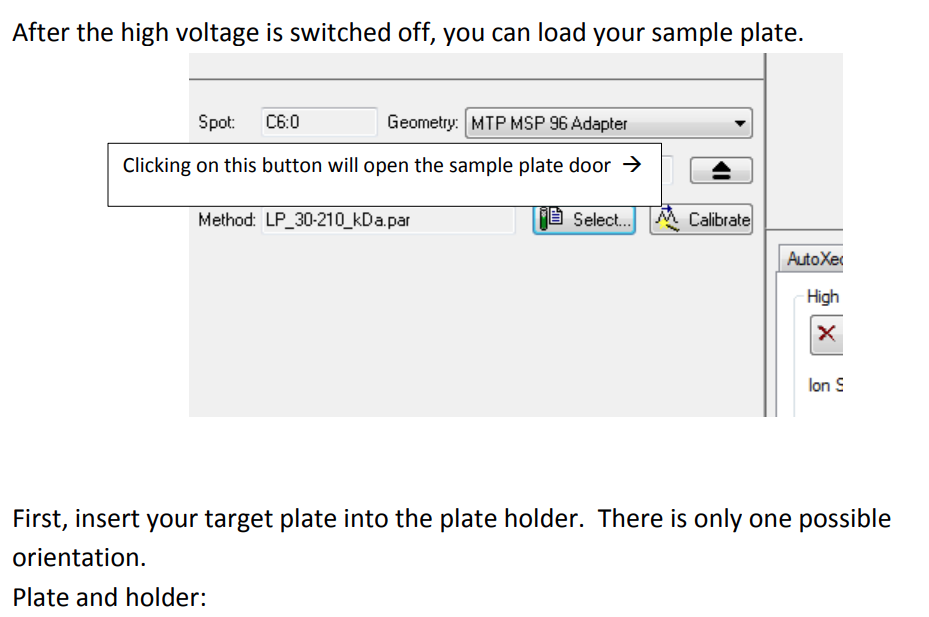 After the high voltage is switched off, you can load your sample plate.
Spot: C6:0 Geometry: MTP MSP 96 Adapter
Clicking on this button will open the sample plate door →
Method: LP_30-210_kDa.par Select... Calibrate
AutoXec
High
Ion S
First, insert your target plate into the plate holder.  There is only one possible
orientation.
Plate and holder: